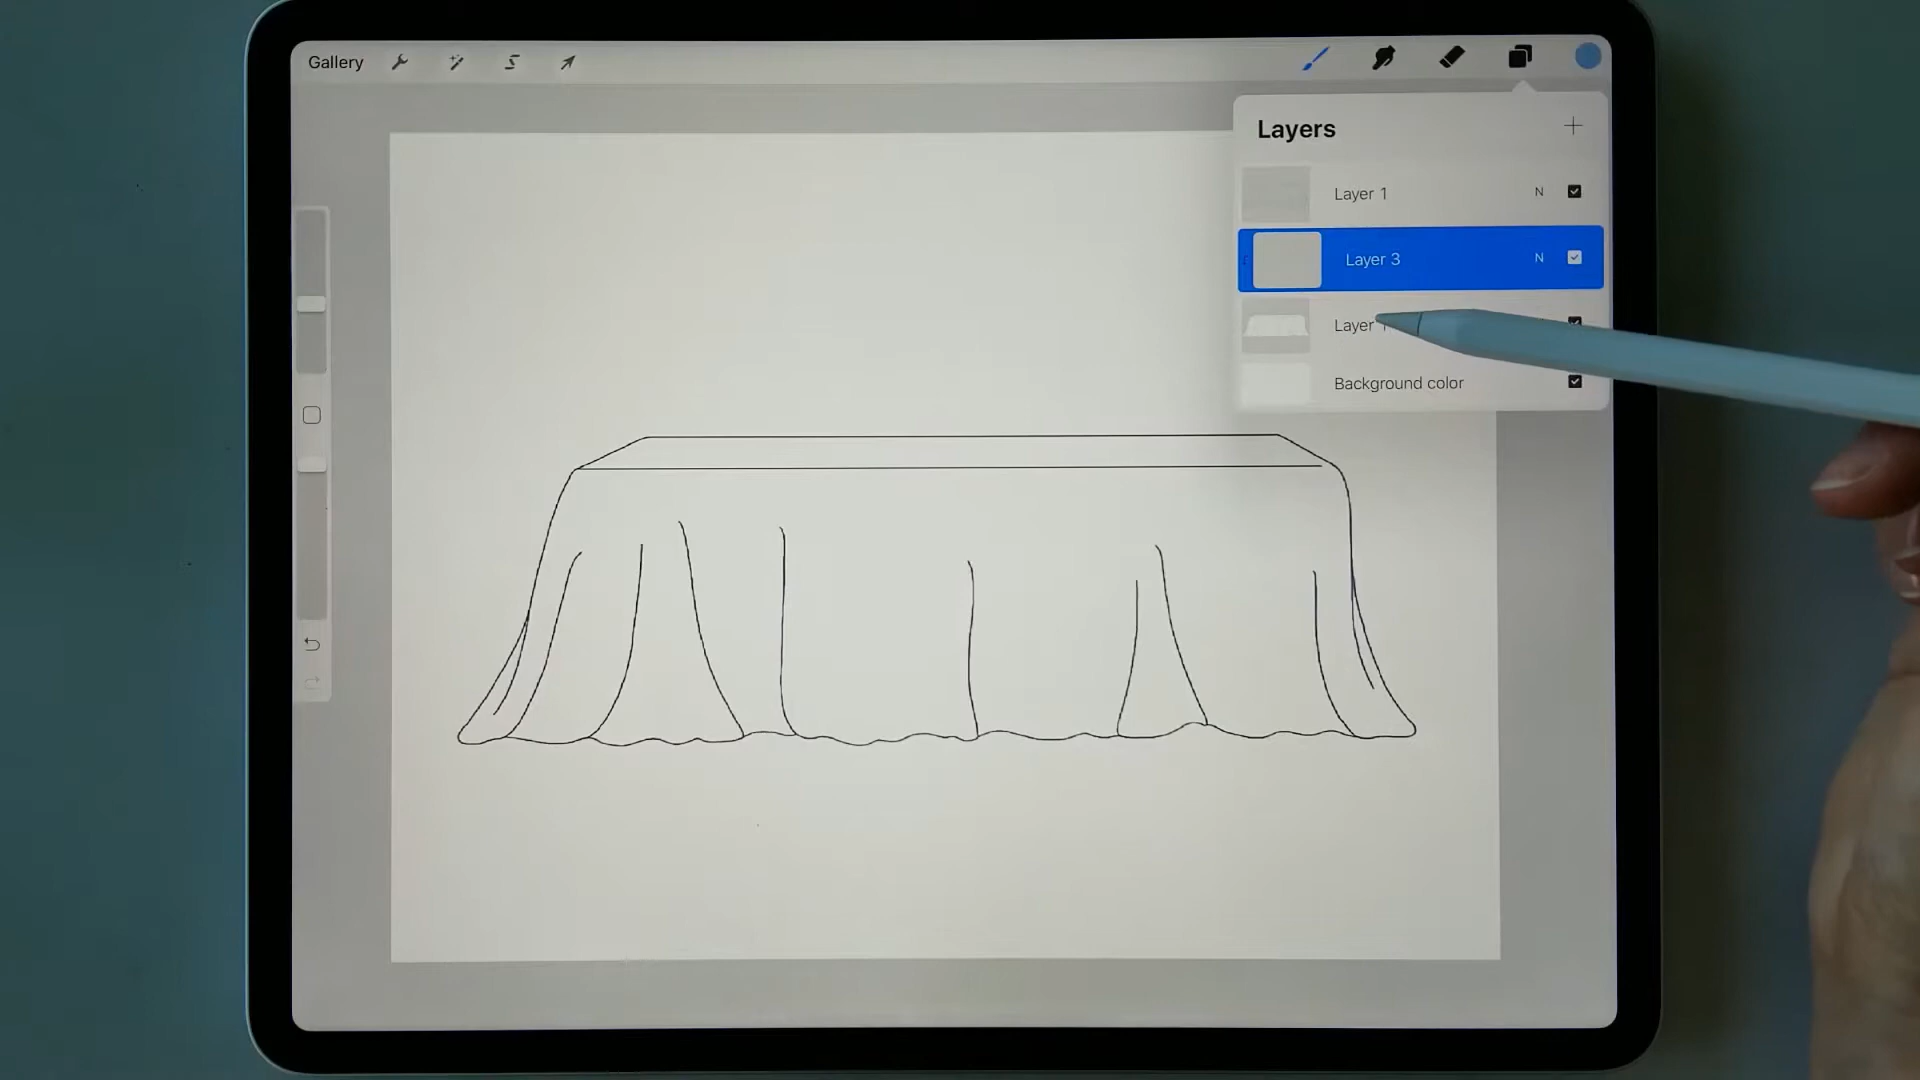 Gallery
Layers
Layer 1
N
Layer 3
N
Layer
Background color